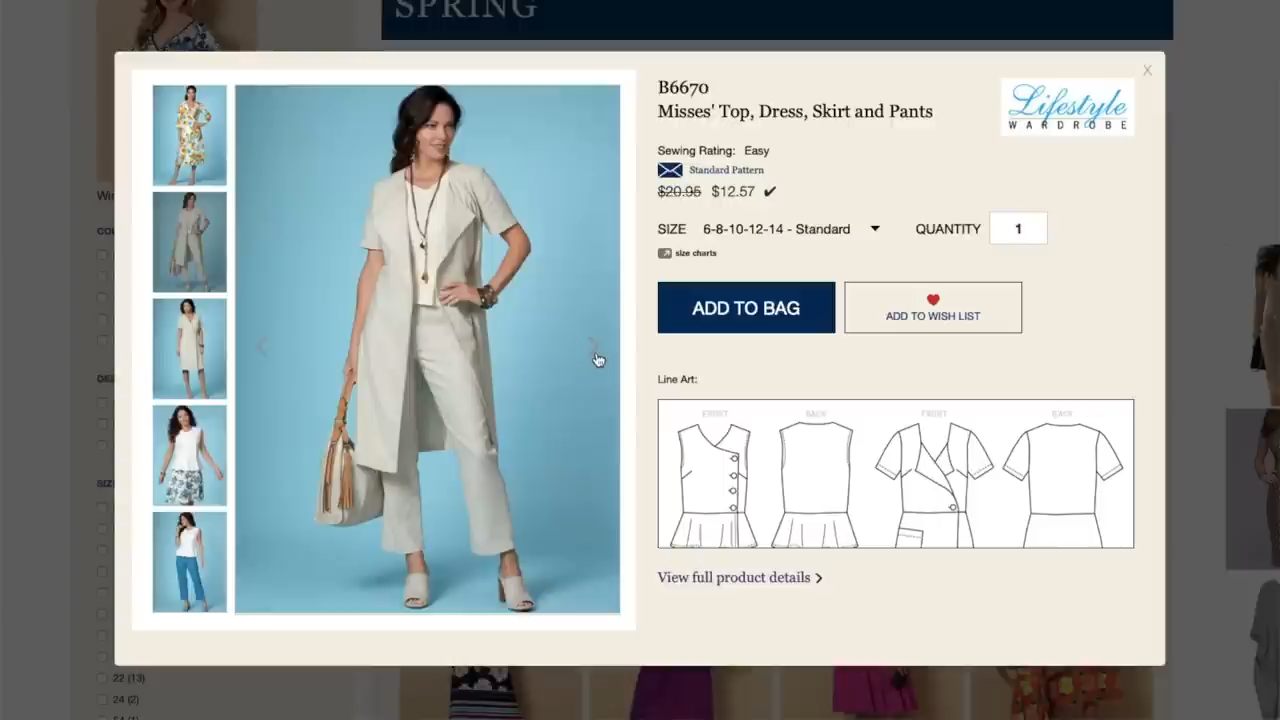 SPRING
X
B6670
Misses' Top, Dress, Skirt and Pants
Lifestyle
WARDROBE
Sewing Rating: Easy
Standard Pattern
$20.95 $12.57 ✔
SIZE 6-8-10-12-14 - Standard QUANTITY 1
size charts
ADD TO BAG
ADD TO WISH LIST
Line Art:
FRONT BACK FRONT BACK
View full product details >
22 (13)
24 (2)